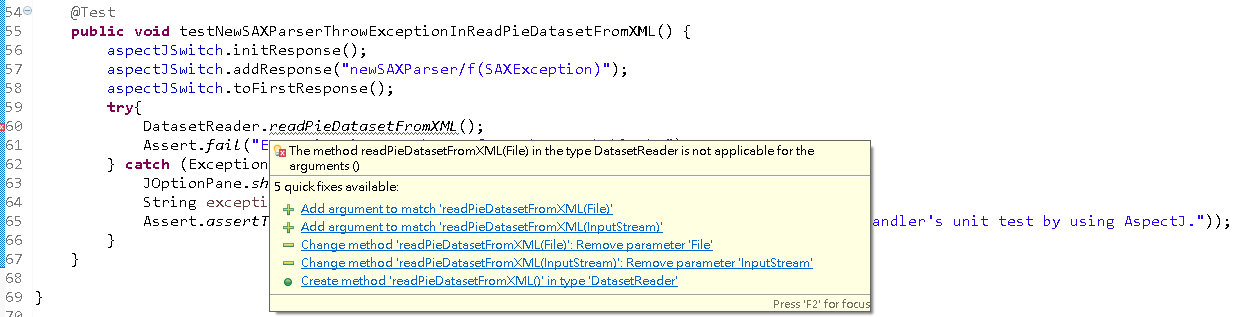 54 @Test
55 public void testNewSAXParserThrowExceptionInReadPieDatasetFromXML() {
56 aspectJSwitch.initResponse();
57 aspectJSwitch.addResponse("newSAXParser/f(SAXException)");
58 aspectJSwitch.toFirstResponse();
59 try{
60 DatasetReader.readPieDatasetFromXML();
61 Assert.fail("E
62 } catch (Exception
63 JOptionPane.sh
64 String exceptio
65 Assert.assertT andler's unit test by using AspectJ."));
66 }
67 }
68
69 }
70
The method readPieDatasetFromXML(File) in the type DatasetReader is not applicable for the
arguments ()
5 quick fixes available:
Add argument to match 'readPieDatasetFromXML(File)'
Add argument to match 'readPieDatasetFromXML(InputStream)'
Change method 'readPieDatasetFromXML(File)': Remove parameter 'File'
Change method 'readPieDatasetFromXML(InputStream)': Remove parameter 'InputStream'
Create method 'readPieDatasetFromXML()' in type 'DatasetReader'
Press 'F2' for focus